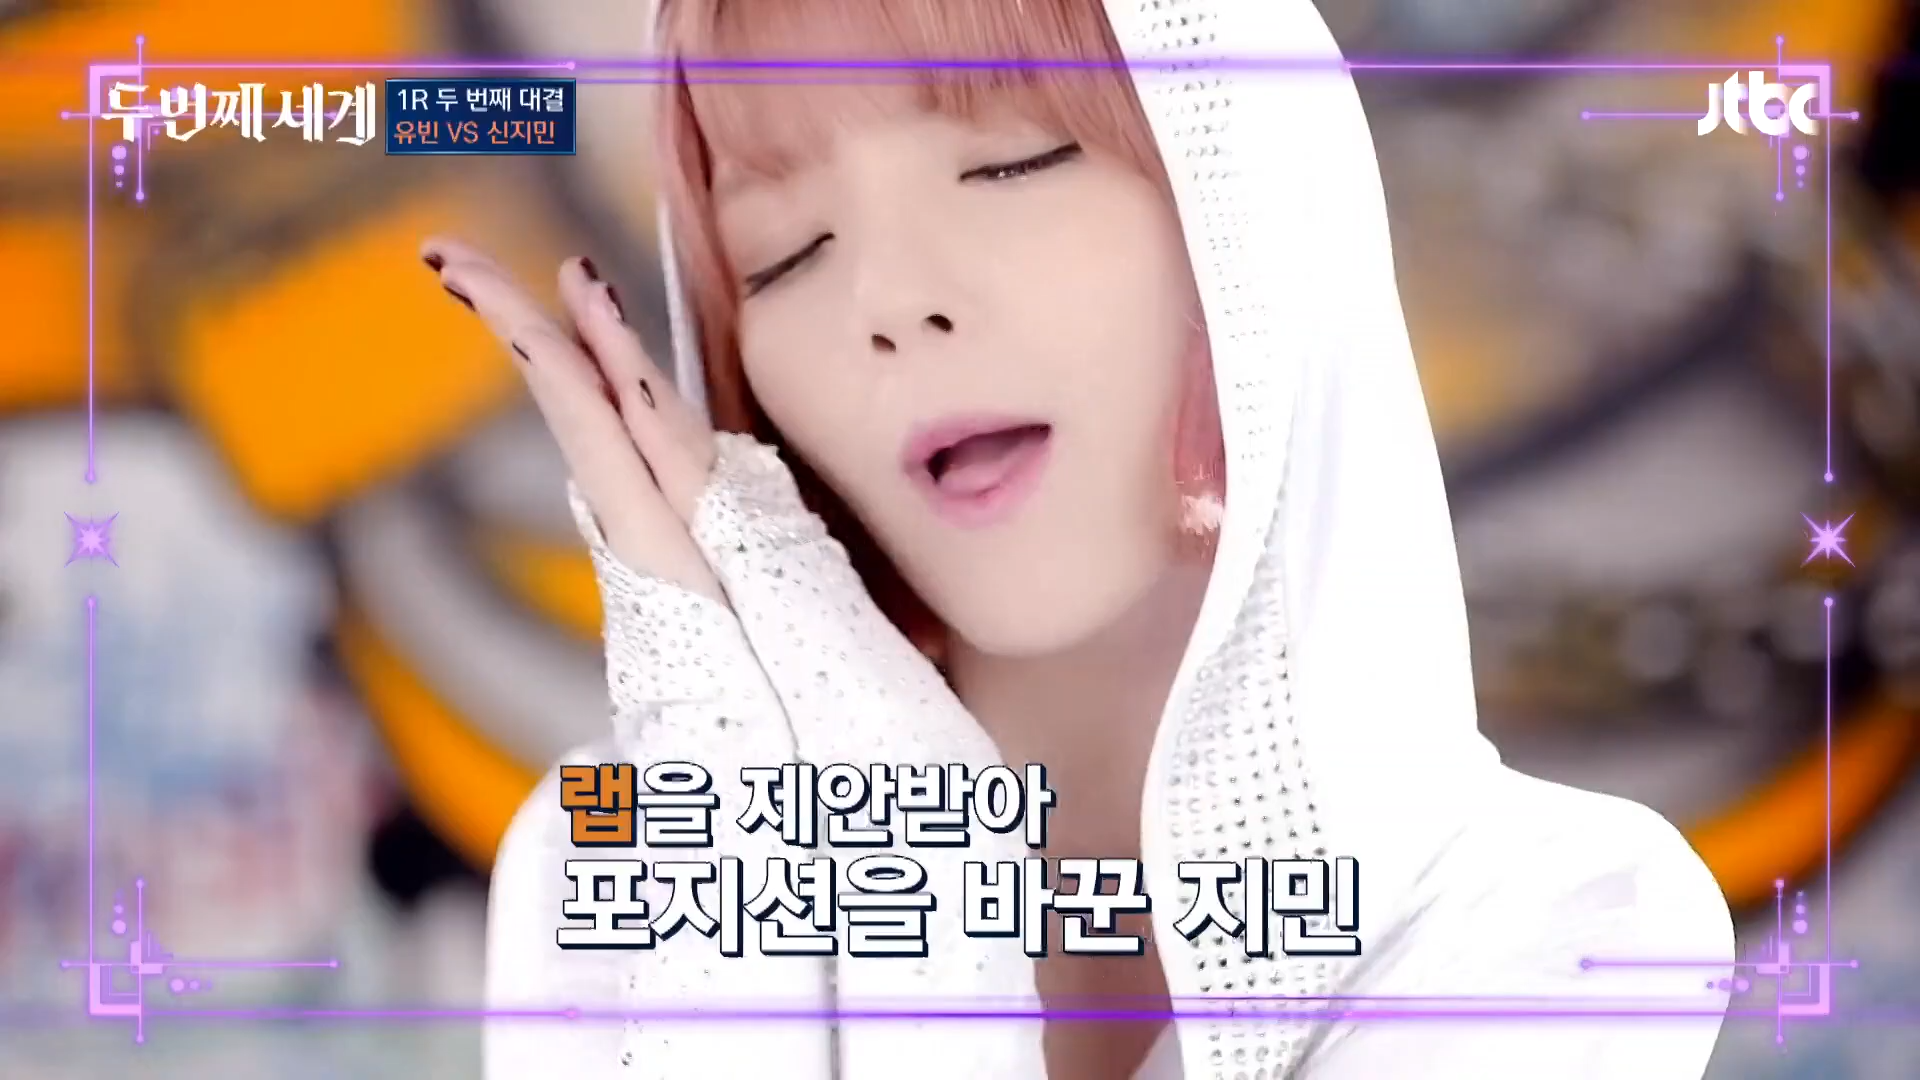 두번째 세계
1R 두 번째 대결
유빈 VS 신지민
jtbc
랩을 제안받아
포지션을 바꾼 지민